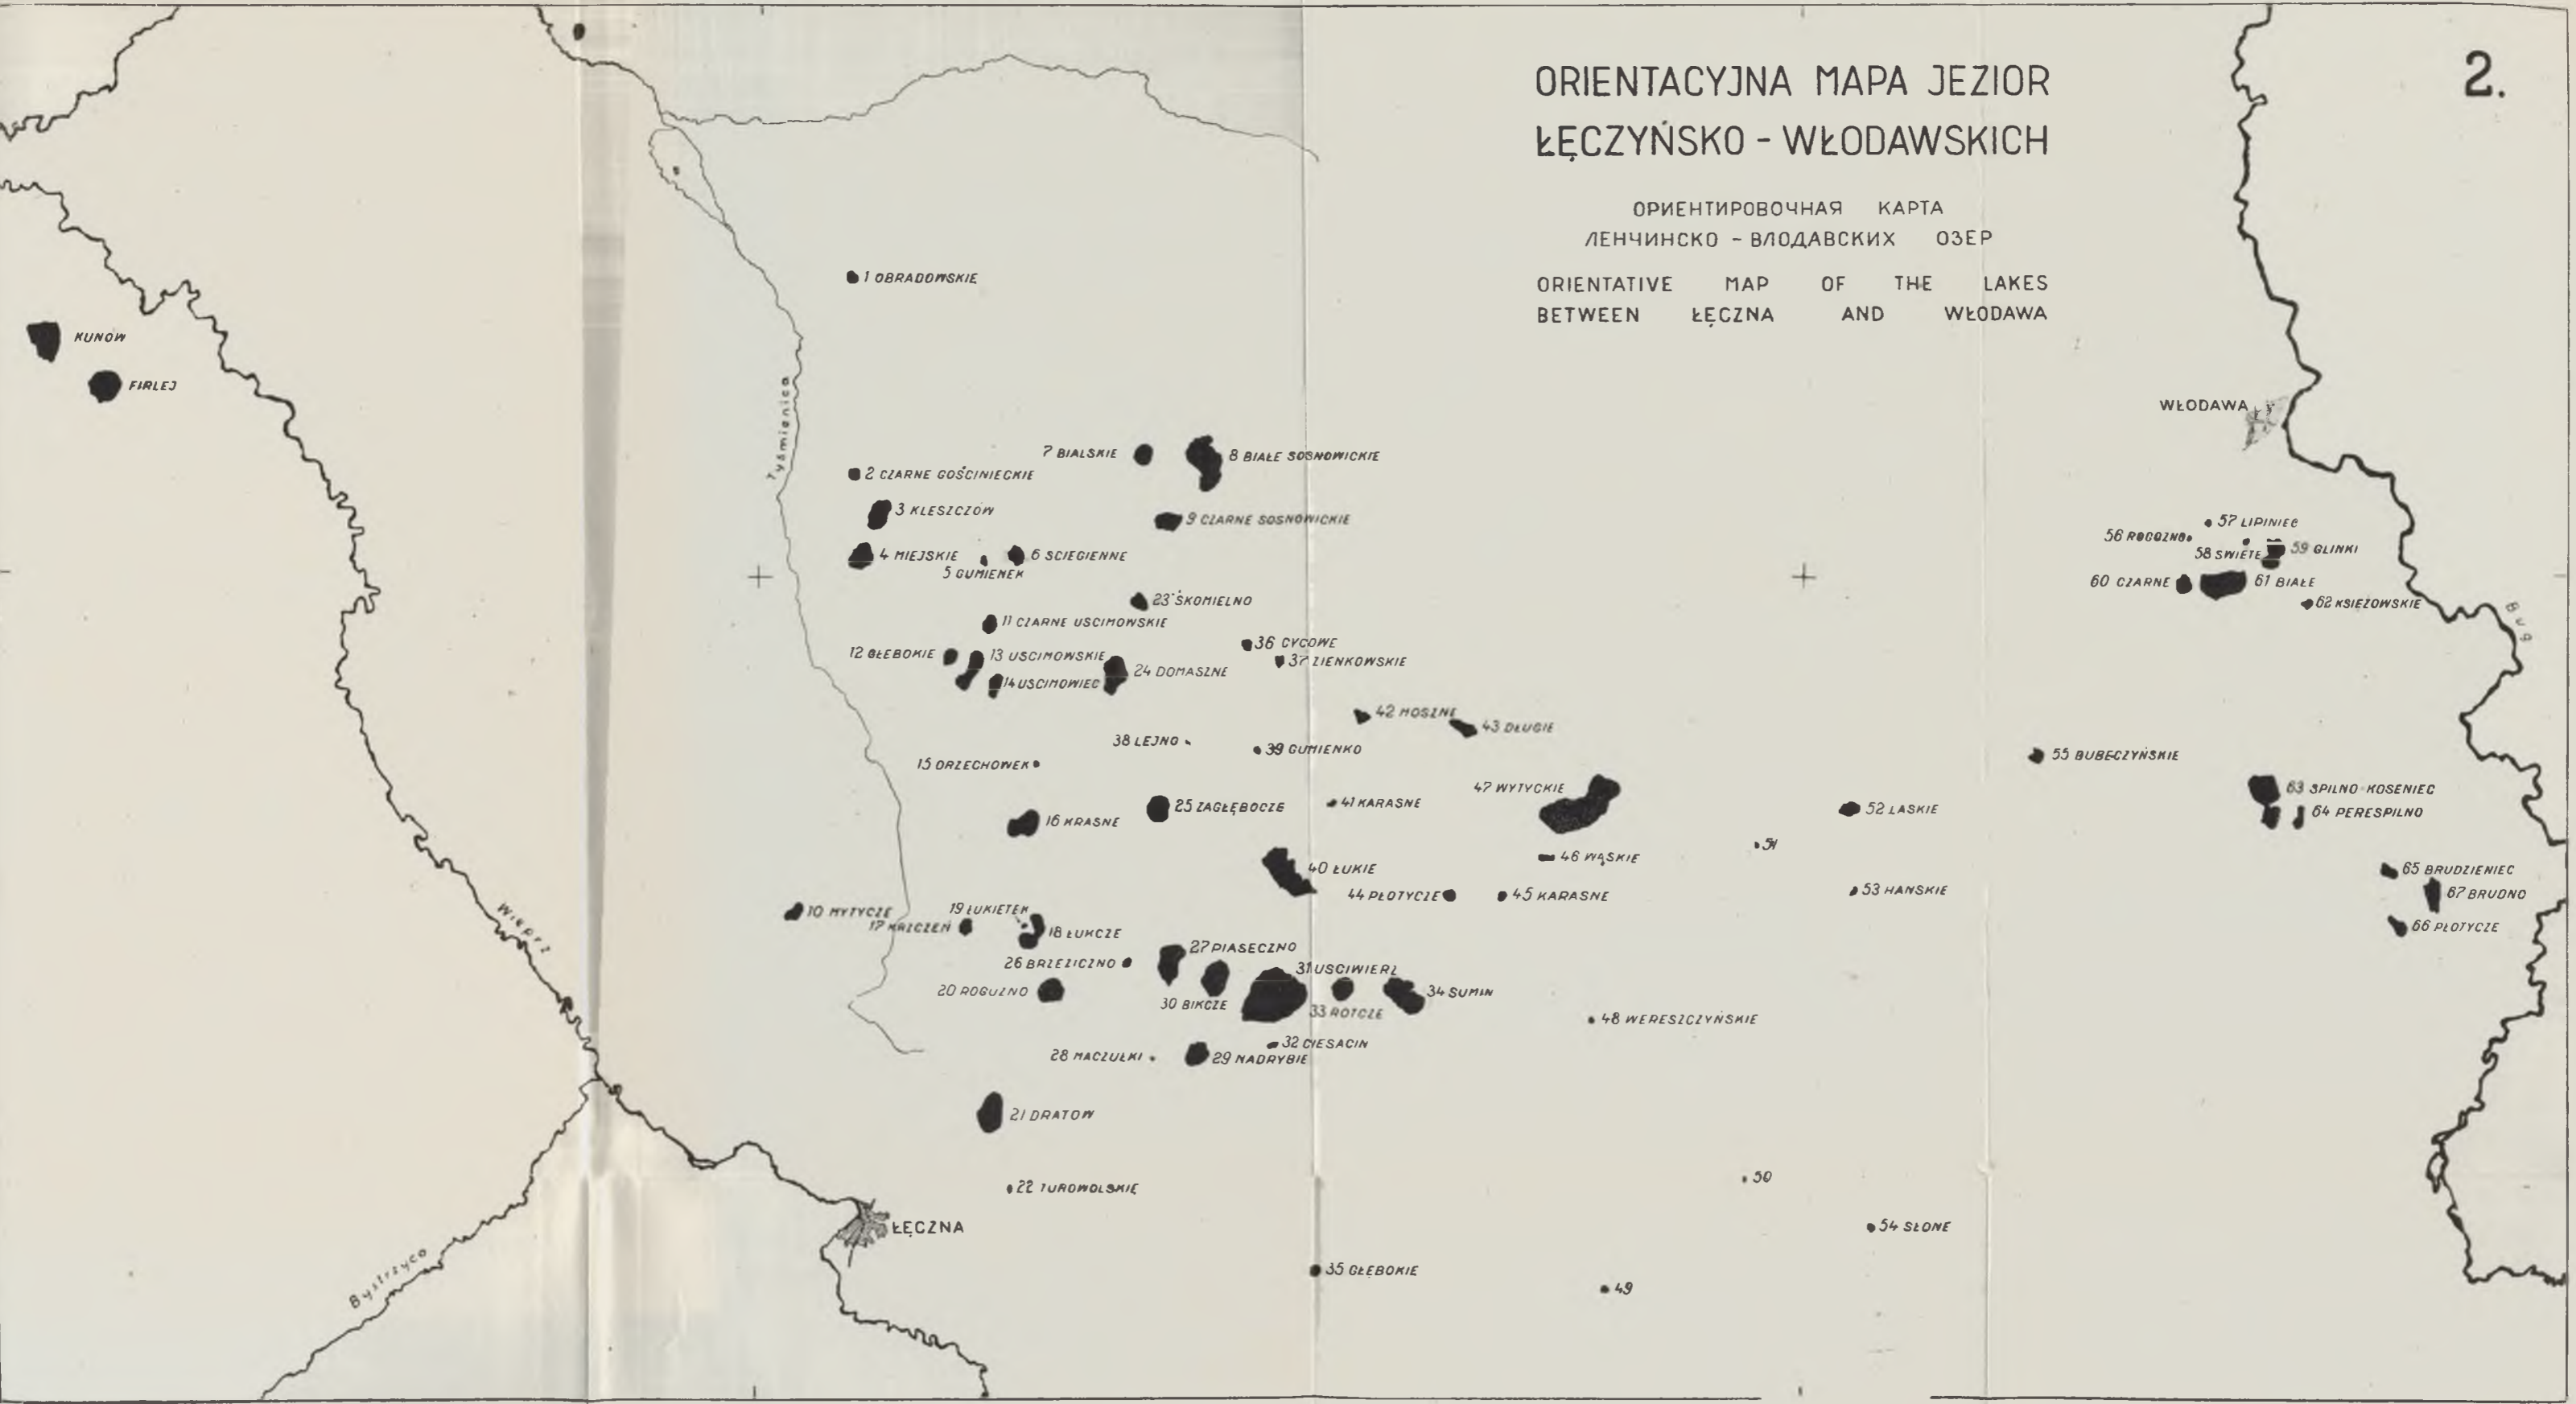 2.
ORIENTACYJNA MAPA JEZIOR
ŁĘCZYŃSKO - WŁODAWSKICH
ОРИЕНТИРОВОЧНАЯ КАРТА
ЛЕНЧИНСКО - ВЛОДАВСКИХ ОЗЕР
ORIENTATIVE MAP OF THE LAKES
BETWEEN ŁĘCZNA AND WŁODAWA
1 OBRADOWSKIE
KUNÓW
FIRLEJ
Tyśmienica
WŁODAWA
7 BIALSKIE
8 BIAŁE SOSNOWICKIE
2 CZARNE GOŚCINIECKIE
3 KLESZCZÓW
9 CZARNE SOSNOWICKIE
57 LIPINIEC
56 ROGOZNO
58 SWIĘTE
59 GLINKI
4 MIEJSKIE
5 GUMIENEK
6 SCIEGIENNE
60 CZARNE
61 BIAŁE
62 KSIEZOWSKIE
Bug
23 SKOMIELNO
11 CZARNE USCIMOWSKIE
36 CYCOWE
12 GŁEBOKIE
13 USCIMOWSKIE
37 ZIENKOWSKIE
24 DOMASZNE
14 USCIMOWIEC
42 MOSZNE
43 DŁUGIE
38 LEJNO
39 GUMIENKO
55 BUBECZYŃSKIE
15 ORZECHOWEK
47 WYTYCKIE
63 SPILNO-KOSENIEC
25 ZAGŁĘBOCZE
41 KARASNE
52 LASKIE
64 PERESPILNO
16 KRASNE
51
46 WĄSKIE
40 ŁUKIE
65 BRUDZIENIEC
44 PŁOTYCZE
45 KARASNE
53 HANSKIE
67 BRUDNO
10 MYTYCZE
19 ŁUKIETEK
17 KRZCZEŃ
18 ŁUKCZE
66 PŁOTYCZE
Wieprz
27 PIASECZNO
26 BRZEZICZNO
31 USCIWIERZ
20 ROGUZNO
30 BIKCZE
33 ROTCZE
34 SUMIN
48 WERESZCZYŃSKIE
32 CIESACIN
28 MACZUŁKI
29 NADRYBIE
21 DRATOW
22 TUROWOLSKIE
50
ŁĘCZNA
54 SŁONE
Bystrzyca
35 GŁEBOKIE
49